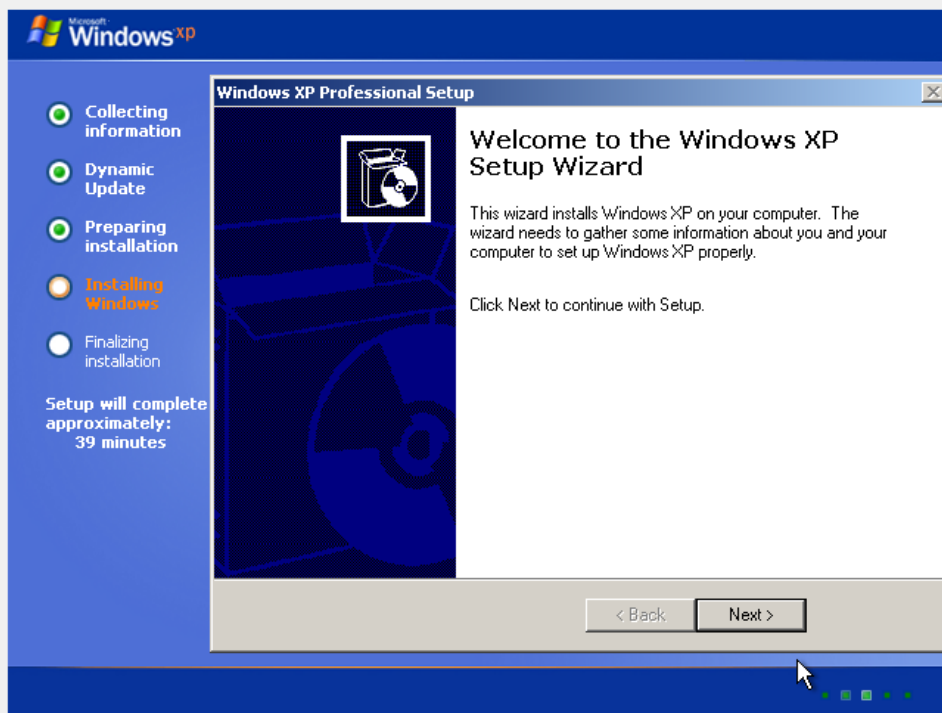 Microsoft
Windows xp
Windows XP Professional Setup
Collecting
information
Dynamic
Update
Preparing
installation
Installing
Windows
Finalizing
installation
Setup will complete
approximately:
39 minutes
Welcome to the Windows XP
Setup Wizard
This wizard installs Windows XP on your computer. The
wizard needs to gather some information about you and your
computer to set up Windows XP properly.
Click Next to continue with Setup.
< Back
Next >